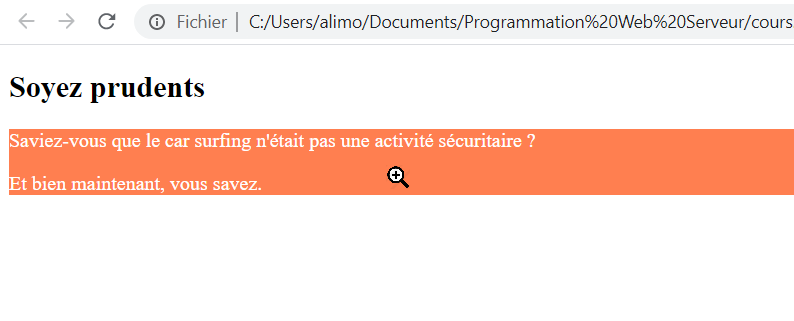 Fichier | C:/Users/alimo/Documents/Programmation%20Web%20Serveur/cours
Soyez prudents
Saviez-vous que le car surfing n'était pas une activité sécuritaire ?
Et bien maintenant, vous savez.